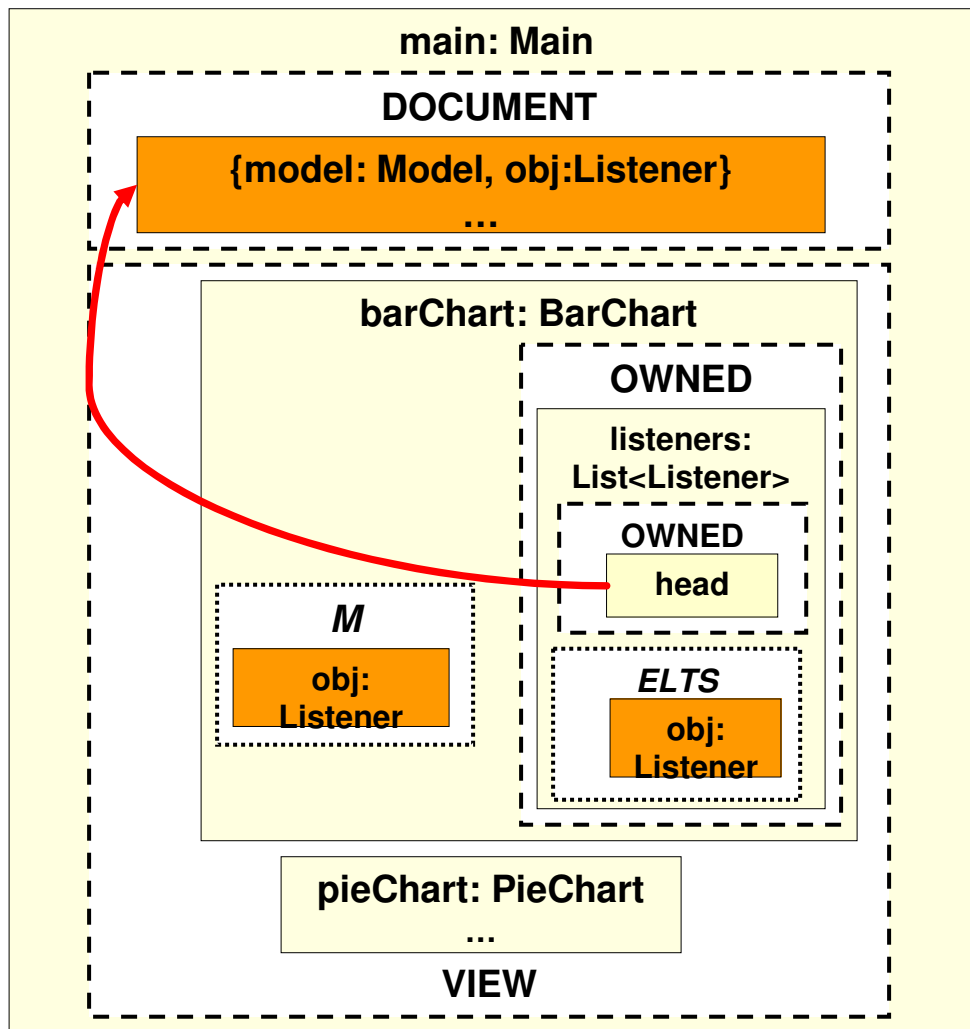 main: Main
DOCUMENT
{model: Model, obj:Listener}
...
barChart: BarChart
OWNED
listeners:
List<Listener>
OWNED
head
M
obj:
Listener
ELTS
obj:
Listener
pieChart: PieChart
...
VIEW